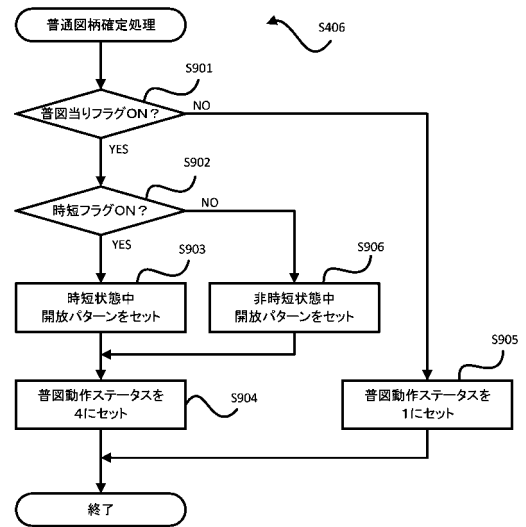 普通図柄確定処理
S406
S901
普図当りフラグON？
NO
YES
S902
時短フラグON？
NO
YES
S903
時短状態中
開放パターンをセット
S906
非時短状態中
開放パターンをセット
普図動作ステータスを
4にセット
S904
S905
普図動作ステータスを
1にセット
終了